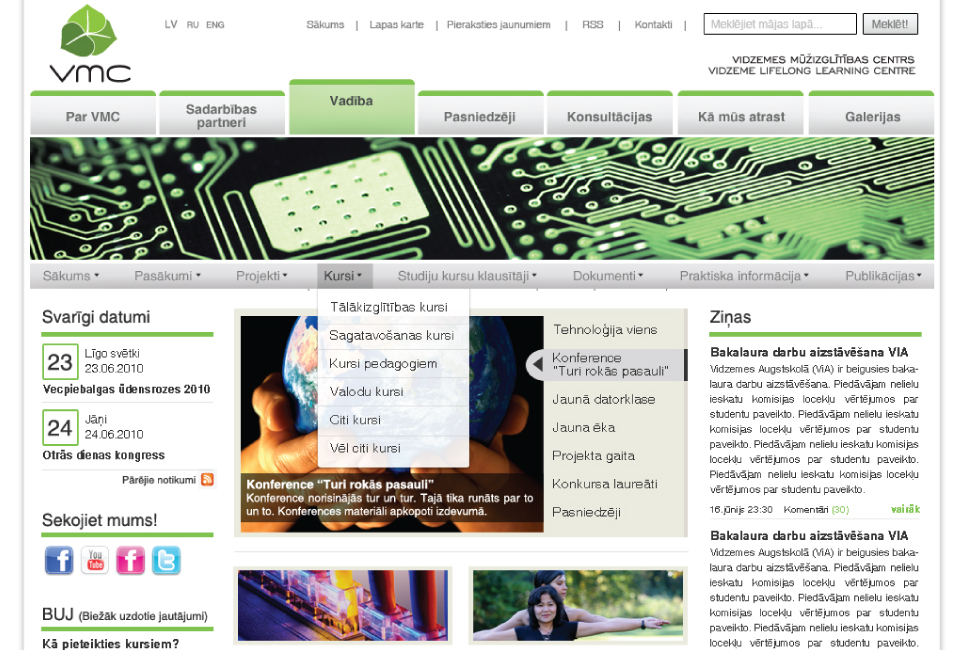 LV RU ENG
Sākums | Lapas karte | Pieraksties jaunumiem | RSS | Kontakti |
Meklējiet mājas lapā...
Meklēt!
vmc
VIDZEMES MŪŽIZGLĪTĪBAS CENTRS
VIDZEME LIFELONG LEARNING CENTRE
Par VMC
Sadarbības
partneri
Vadība
Pasniedzēji
Konsultācijas
Kā mūs atrast
Galerijas
Sākums
Pasākumi
Projekti
Kursi
Studiju kursu klausītāji
Dokumenti
Praktiska informācija
Publikācijas
Tālākizglītības kursi
Sagatavošanas kursi
Kursi pedagogiem
Valodu kursi
Citi kursi
Vēl citi kursi
Svarīgi datumi
23
Līgo svētki
23.06.2010
Vecpiebalgas ūdensrozes 2010
24
Jāņi
24.06.2010
Otrās dienas kongress
Pārējie notikumi
Sekojiet mums!
f
You
Tube
f
t
BUJ (Biežāk uzdotie jautājumi)
Kā pieteikties kursiem?
Konference "Turi rokās pasauli"
Konference norisinājās tur un tur. Tajā tika runāts par to
un to. Konferences materiāli apkopoti izdevumā.
Tehnoloģija viens
Konference
"Turi rokās pasauli"
Jaunā datorklase
Jauna ēka
Projekta gaita
Konkursa laureāti
Pasniedzēji
Ziņas
Bakalaura darbu aizstāvēšana VIA
Vidzemes Augstskolā (ViA) ir beigusies baka-
laura darbu aizstāvēšana. Piedāvājam nelielu
ieskatu komisijas locekļu vērtējumos par
studentu paveikto. Piedāvājam nelielu ieskatu
komisijas locekļu vērtējumos par studentu
paveikto. Piedāvājam nelielu ieskatu komisijas
locekļu vērtējumos par studentu paveikto.
Piedāvājam nelielu ieskatu komisijas locekļu
vērtējumos par studentu paveikto.
16.jūnijs 23:30 Komentāri (30) vairāk
Bakalaura darbu aizstāvēšana VIA
Vidzemes Augstskolā (ViA) ir beigusies baka-
laura darbu aizstāvēšana. Piedāvājam nelielu
ieskatu komisijas locekļu vērtējumos par
studentu paveikto. Piedāvājam nelielu ieskatu
komisijas locekļu vērtējumos par studentu
paveikto. Piedāvājam nelielu ieskatu komisijas
locekļu vērtējumos par studentu paveikto.